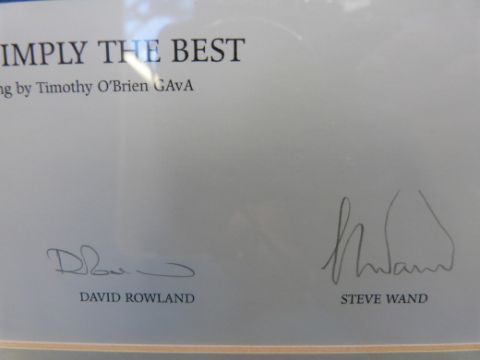 IMPLY THE BEST
ng by Timothy O'Brien GAvA
DAVID ROWLAND
STEVE WAND